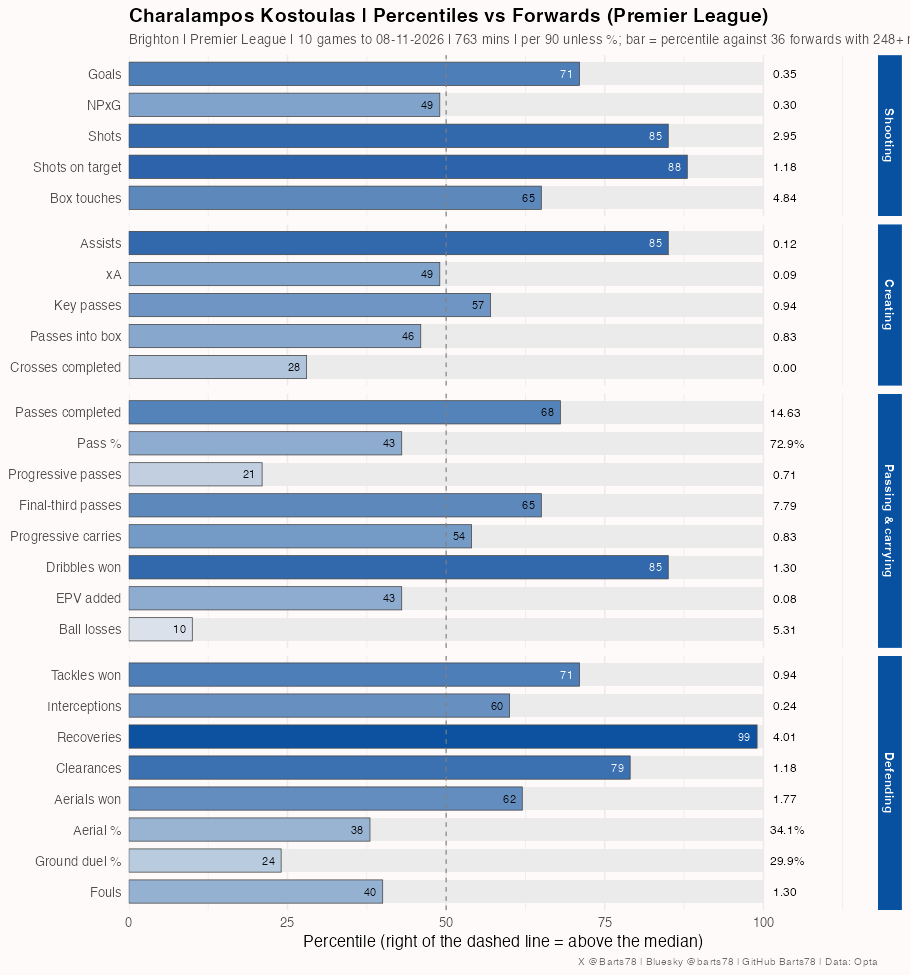 Charalampos Kostoulas | Percentiles vs Forwards (Premier League)
Brighton | Premier League | 10 games to 08-11-2026 | 763 mins | per 90 unless %; bar = percentile against 36 forwards with 248+
Goals 71 0.35
NPxG 49 0.30
Shots 85 2.95
Shots on target 88 1.18
Box touches 65 4.84
Shooting
Assists 85 0.12
xA 49 0.09
Key passes 57 0.94
Passes into box 46 0.83
Crosses completed 28 0.00
Creating
Passes completed 68 14.63
Pass % 43 72.9%
Progressive passes 21 0.71
Final-third passes 65 7.79
Progressive carries 54 0.83
Dribbles won 85 1.30
EPV added 43 0.08
Ball losses 10 5.31
Passing & carrying
Tackles won 71 0.94
Interceptions 60 0.24
Recoveries 99 4.01
Clearances 79 1.18
Aerials won 62 1.77
Aerial % 38 34.1%
Ground duel % 24 29.9%
Fouls 40 1.30
Defending
0 25 50 75 100
Percentile (right of the dashed line = above the median)
X @Barts78 | Bluesky @barts78 | GitHub Barts78 | Data: Opta